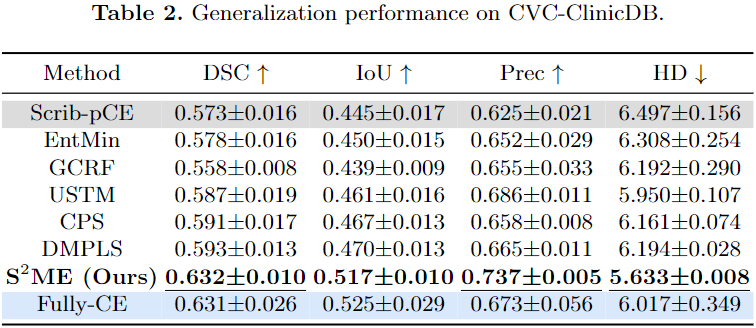 Table 2. Generalization performance on CVC-ClinicDB.
Method DSC ↑ IoU ↑ Prec ↑ HD ↓
Scrib-pCE 0.573±0.016 0.445±0.017 0.625±0.021 6.497±0.156
EntMin 0.578±0.016 0.450±0.015 0.652±0.029 6.308±0.254
GCRF 0.558±0.008 0.439±0.009 0.655±0.033 6.192±0.290
USTM 0.587±0.019 0.461±0.016 0.686±0.011 5.950±0.107
CPS 0.591±0.017 0.467±0.013 0.658±0.008 6.161±0.074
DMPLS 0.593±0.013 0.470±0.013 0.665±0.011 6.194±0.028
S²ME (Ours) 0.632±0.010 0.517±0.010 0.737±0.005 5.633±0.008
Fully-CE 0.631±0.026 0.525±0.029 0.673±0.056 6.017±0.349